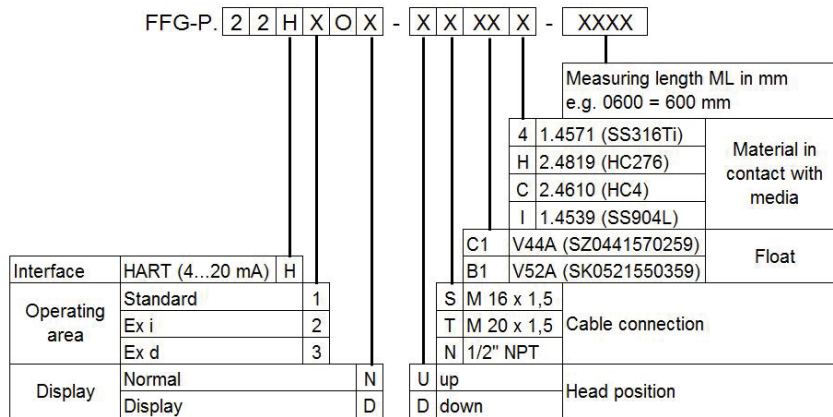 FFG-P. 2 2 H X O X - X X XX X - XXXX
Measuring length ML in mm
e.g. 0600 = 600 mm
4 1.4571 (SS316Ti)
H 2.4819 (HC276)
C 2.4610 (HC4)
I 1.4539 (SS904L)
Material in
contact with
media
C1 V44A (SZ0441570259)
B1 V52A (SK0521550359)
Float
Interface HART (4...20 mA) H
Operating
area
Standard 1
Ex i 2
Ex d 3
S M 16 x 1,5
T M 20 x 1,5
N 1/2" NPT
Cable connection
Display
Normal N
Display D
U up
D down
Head position